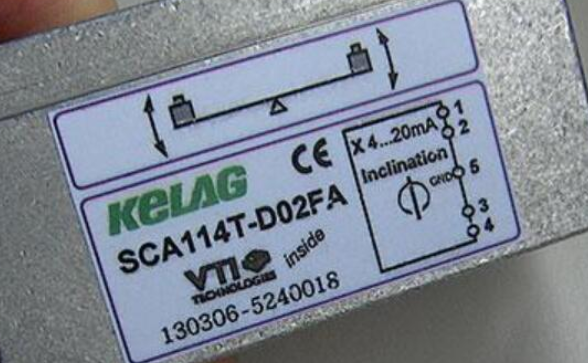 KELAG
CE
SCA114T-D02FA
VTI inside
TECHNOLOGIES
130306-5240018
X 4...20mA
Inclination
GND
1
2
5
3
4